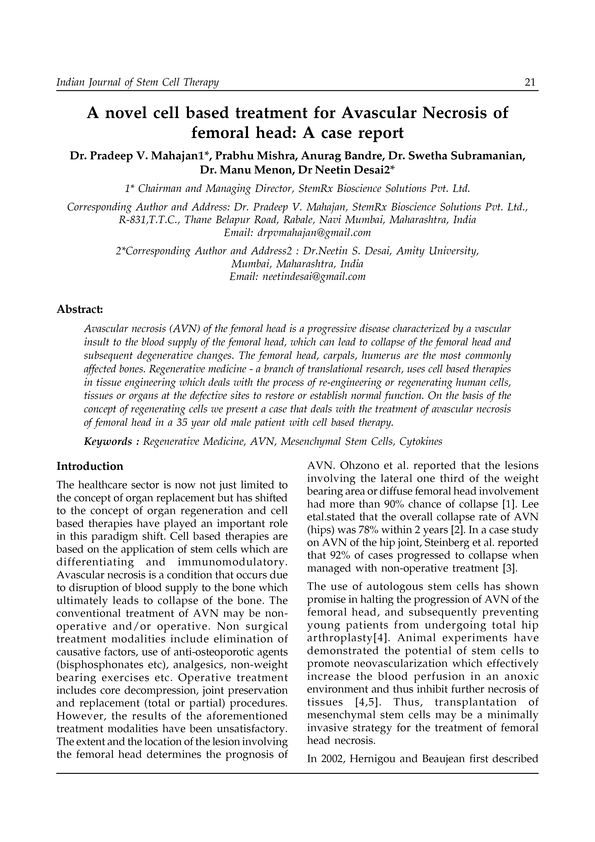 Indian Journal of Stem Cell Therapy 21
A novel cell based treatment for Avascular Necrosis of
femoral head: A case report
Dr. Pradeep V. Mahajan1*, Prabhu Mishra, Anurag Bandre, Dr. Swetha Subramanian,
Dr. Manu Menon, Dr Neetin Desai2*
1* Chairman and Managing Director, StemRx Bioscience Solutions Pvt. Ltd.
Corresponding Author and Address: Dr. Pradeep V. Mahajan, StemRx Bioscience Solutions Pvt. Ltd.,
R-831,T.T.C., Thane Belapur Road, Rabale, Navi Mumbai, Maharashtra, India
Email: drpvmahajan@gmail.com
2*Corresponding Author and Address2 : Dr.Neetin S. Desai, Amity University,
Mumbai, Maharashtra, India
Email: neetindesai@gmail.com
Abstract:
Avascular necrosis (AVN) of the femoral head is a progressive disease characterized by a vascular
insult to the blood supply of the femoral head, which can lead to collapse of the femoral head and
subsequent degenerative changes. The femoral head, carpals, humerus are the most commonly
affected bones. Regenerative medicine - a branch of translational research, uses cell based therapies
in tissue engineering which deals with the process of re-engineering or regenerating human cells,
tissues or organs at the defective sites to restore or establish normal function. On the basis of the
concept of regenerating cells we present a case that deals with the treatment of avascular necrosis
of femoral head in a 35 year old male patient with cell based therapy.
Keywords : Regenerative Medicine, AVN, Mesenchymal Stem Cells, Cytokines
Introduction
The healthcare sector is now not just limited to
the concept of organ replacement but has shifted
to the concept of organ regeneration and cell
based therapies have played an important role
in this paradigm shift. Cell based therapies are
based on the application of stem cells which are
differentiating and immunomodulatory.
Avascular necrosis is a condition that occurs due
to disruption of blood supply to the bone which
ultimately leads to collapse of the bone. The
conventional treatment of AVN may be non-
operative and/or operative. Non surgical
treatment modalities include elimination of
causative factors, use of anti-osteoporotic agents
(bisphosphonates etc), analgesics, non-weight
bearing exercises etc. Operative treatment
includes core decompression, joint preservation
and replacement (total or partial) procedures.
However, the results of the aforementioned
treatment modalities have been unsatisfactory.
The extent and the location of the lesion involving
the femoral head determines the prognosis of
AVN. Ohzono et al. reported that the lesions
involving the lateral one third of the weight
bearing area or diffuse femoral head involvement
had more than 90% chance of collapse [1]. Lee
etal.stated that the overall collapse rate of AVN
(hips) was 78% within 2 years [2]. In a case study
on AVN of the hip joint, Steinberg et al. reported
that 92% of cases progressed to collapse when
managed with non-operative treatment [3].
The use of autologous stem cells has shown
promise in halting the progression of AVN of the
femoral head, and subsequently preventing
young patients from undergoing total hip
arthroplasty[4]. Animal experiments have
demonstrated the potential of stem cells to
promote neovascularization which effectively
increase the blood perfusion in an anoxic
environment and thus inhibit further necrosis of
tissues [4,5]. Thus, transplantation of
mesenchymal stem cells may be a minimally
invasive strategy for the treatment of femoral
head necrosis.
In 2002, Hernigou and Beaujean first described